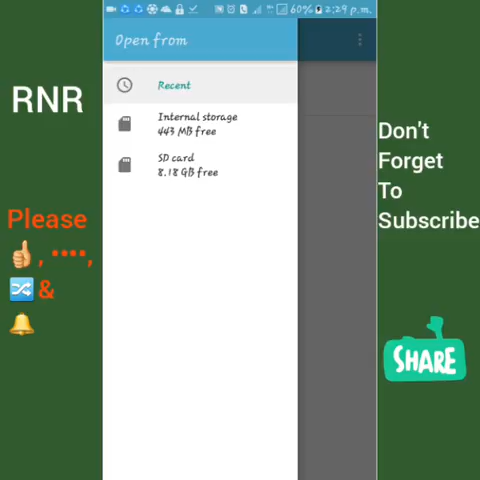 60% 2:29 p.m.
Open from
Recent
Internal storage
443 MB free
SD card
8.18 GB free
RNR
Please
, ****,
&
Don't
Forget
To
Subscribe
SHARE